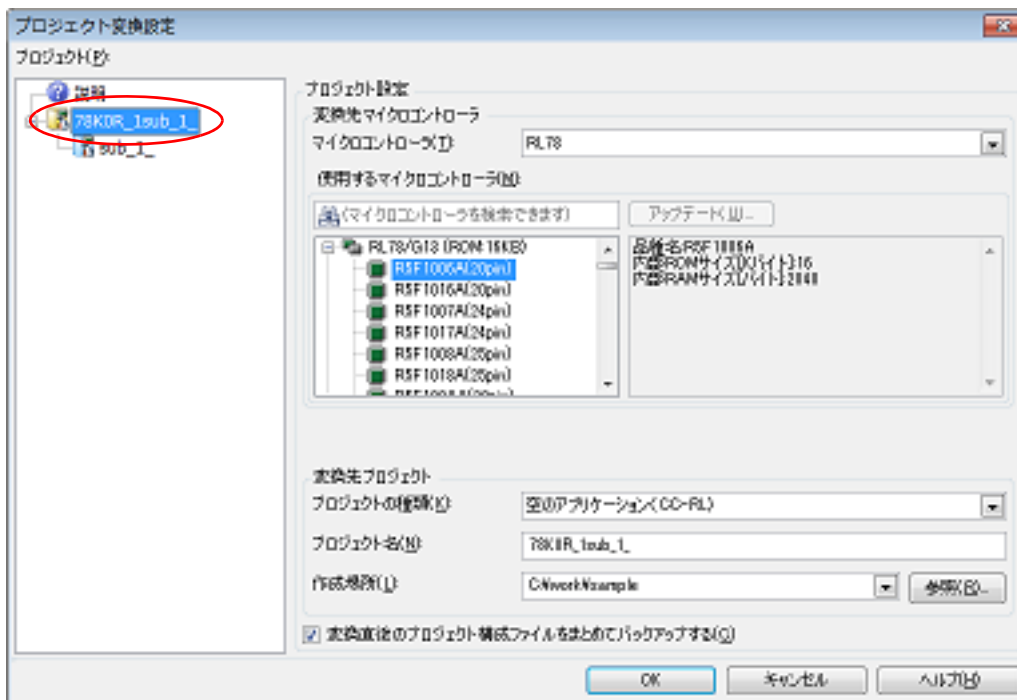 プロジェクト変換設定
プロジェクト(P):
説明
78K0R_1sub_1_
sub_1_
プロジェクト設定
変換先マイクロコントローラ
マイクロコントローラ(T):
RL78
使用するマイクロコントローラ(M):
(マイクロコントローラを検索できます)
アップデート(U)...
RL78/G13 (ROM:16KB)
R5F1006A(20pin)
R5F1016A(20pin)
R5F1007A(24pin)
R5F1017A(24pin)
R5F1008A(25pin)
R5F1018A(25pin)
品種名:R5F1006A
内蔵ROMサイズ[Kバイト]:16
内蔵RAMサイズ[バイト]:2048
変換先プロジェクト
プロジェクトの種類(K):
空のアプリケーション(CC-RL)
プロジェクト名(N):
78K0R_1sub_1_
作成場所(L):
C:¥work¥sample
参照(R)...
変換直後のプロジェクト構成ファイルをまとめてバックアップする(O)
OK
キャンセル
ヘルプ(H)